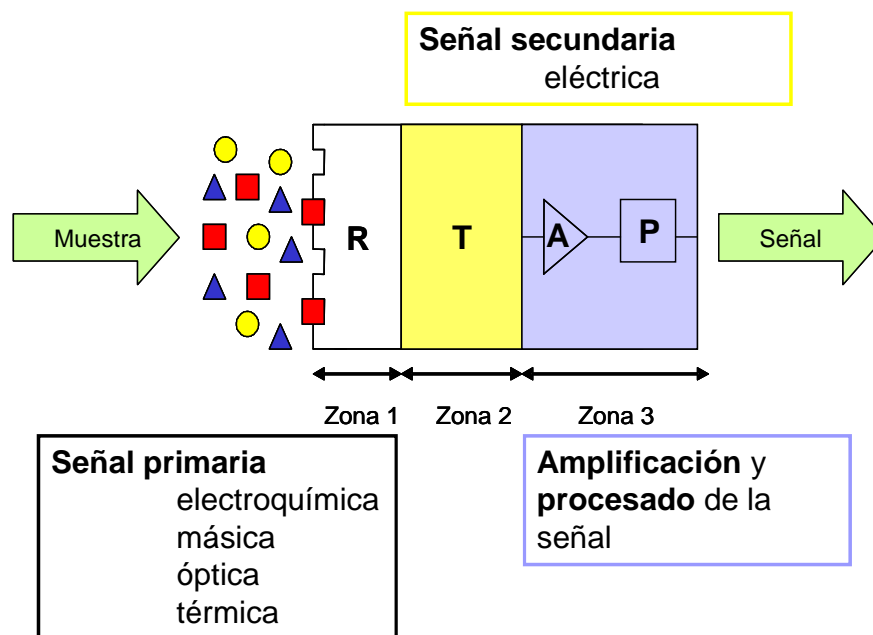 Señal secundaria
eléctrica
Muestra
R
T
A
P
Señal
Zona 1
Zona 2
Zona 3
Señal primaria
electroquímica
másica
óptica
térmica
Amplificación y
procesado de la
señal